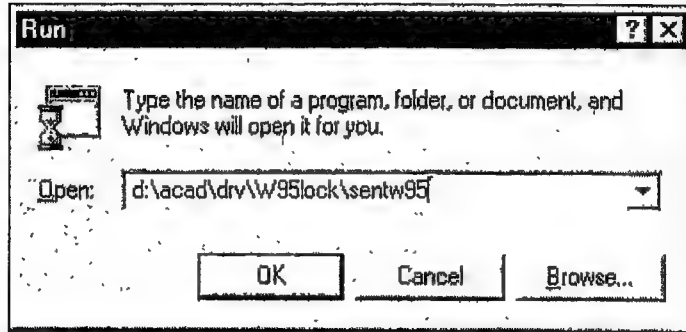 Run ? X
Type the name of a program, folder, or document, and
Windows will open it for you.
Open: d:\acad\drv\W95lock\sentw95
OK Cancel Browse...